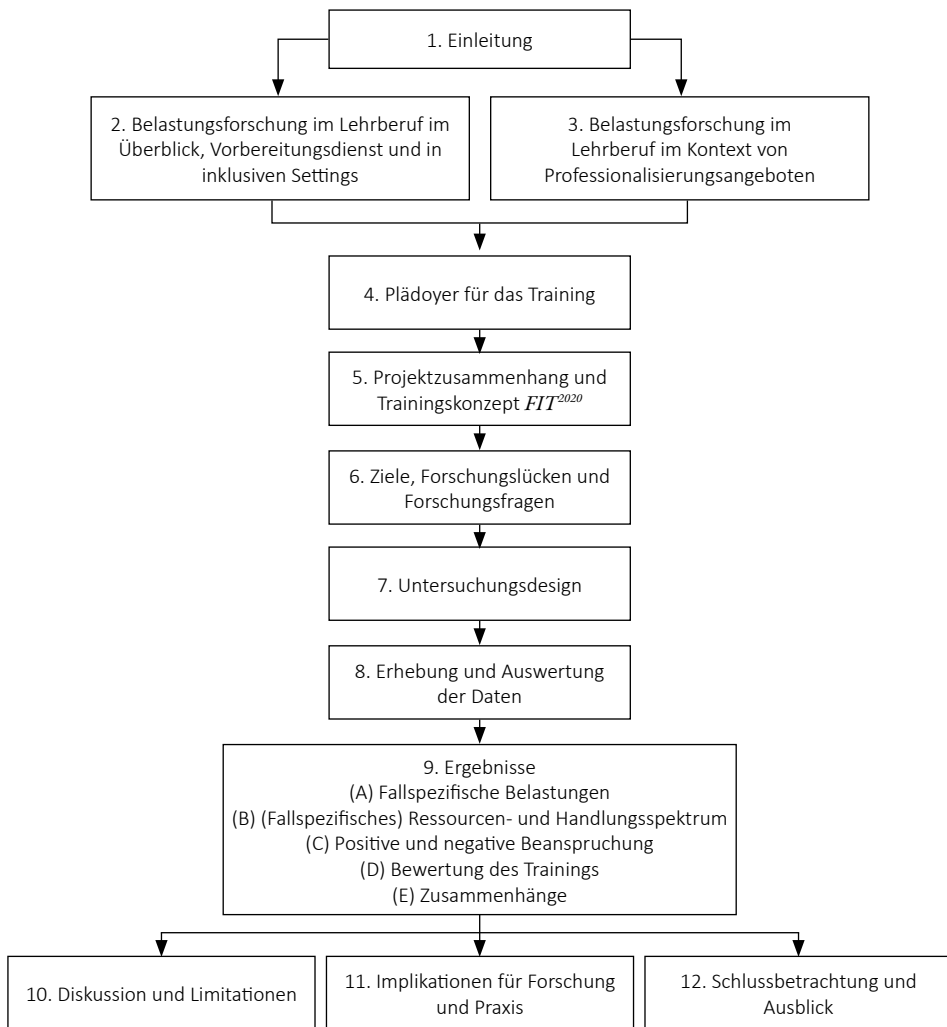 1. Einleitung
2. Belastungsforschung im Lehrberuf im
Überblick, Vorbereitungsdienst und in
inklusiven Settings
3. Belastungsforschung im
Lehrberuf im Kontext von
Professionalisierungsangeboten
4. Plädoyer für das Training
5. Projektzusammenhang und
Trainingskonzept FIT²⁰²⁰
6. Ziele, Forschungslücken und
Forschungsfragen
7. Untersuchungsdesign
8. Erhebung und Auswertung
der Daten
9. Ergebnisse
(A) Fallspezifische Belastungen
(B) (Fallspezifisches) Ressourcen- und Handlungsspektrum
(C) Positive und negative Beanspruchung
(D) Bewertung des Trainings
(E) Zusammenhänge
10. Diskussion und Limitationen
11. Implikationen für Forschung
und Praxis
12. Schlussbetrachtung und
Ausblick